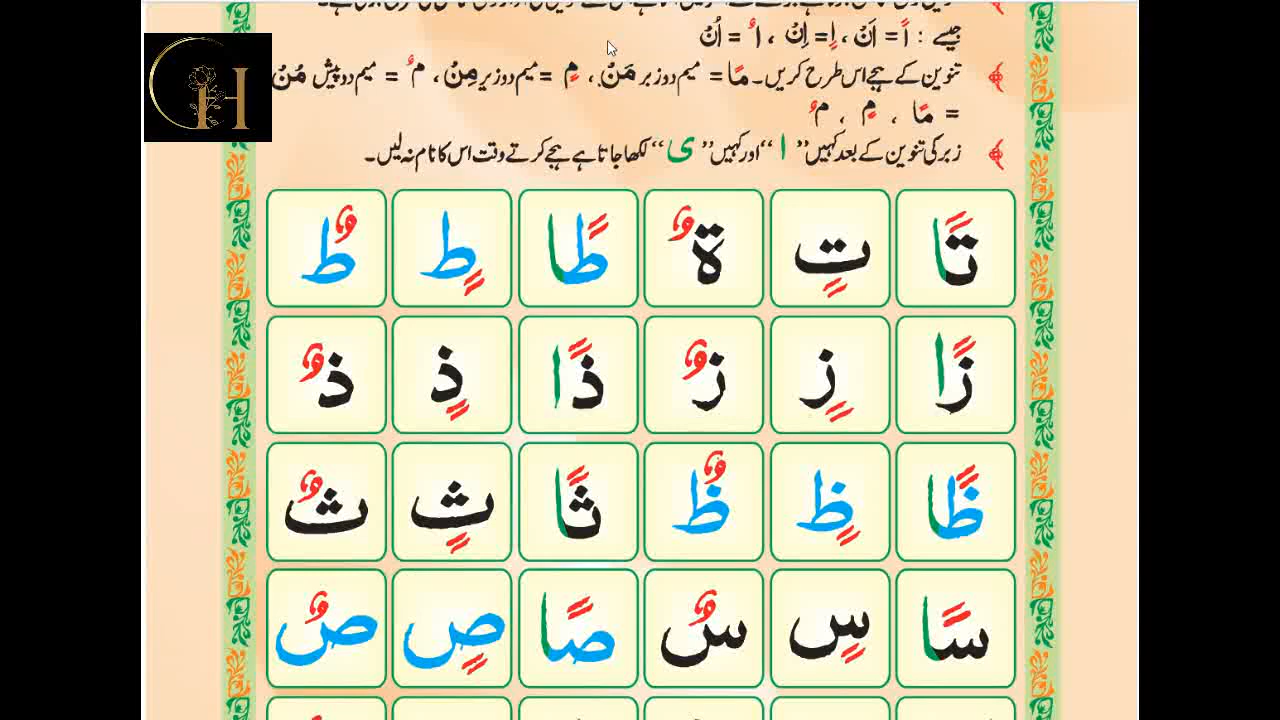 جیسے : اً = اَنْ ، اٍ = اِنْ ، اٌ = اُنْ
تنوین کے ہجے اس طرح کریں۔ مًا = میم دو زبر مَنْ ، مٍ = میم دو زیر مِنْ ، مٌ = میم دو پیش مُنْ
= مًا ، مٍ ، مٌ
زبر کی تنوین کے بعد کہیں ”ا“ اور کہیں ”ی“ لکھا جاتا ہے ہجے کرتے وقت اس کا نام نہ لیں۔
تًا تٍ ةٌ طًا طٍ طٌ
زًا زٍ زٌ ذًا ذٍ ذٌ
ظًا ظٍ ظٌ ثًا ثٍ ثٌ
سًا سٍ سٌ صًا صٍ صٌ